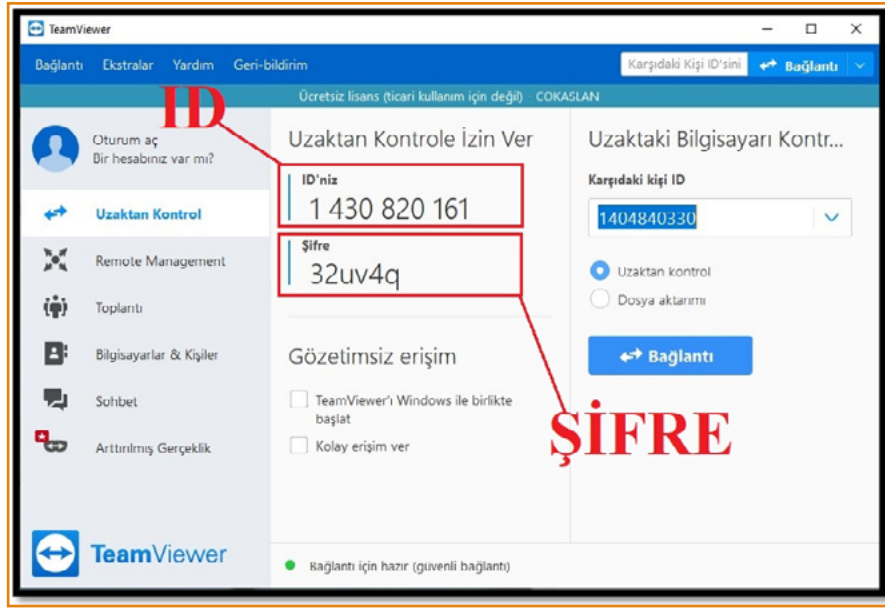 TeamViewer
Bağlantı Ekstralar Yardım Geri-bildirim
Karşıdaki Kişi ID'sini
Bağlantı
Ücretsiz lisans (ticari kullanım için değil) - COKASLAN
ID
Oturum aç
Bir hesabınız var mı?
Uzaktan Kontrol
Remote Management
Toplantı
Bilgisayarlar & Kişiler
Sohbet
Arttırılmış Gerçeklik
TeamViewer
Uzaktan Kontrole İzin Ver
ID'niz
1 430 820 161
Şifre
32uv4q
Gözetimsiz erişim
TeamViewer'ı Windows ile birlikte
başlat
Kolay erişim ver
ŞİFRE
Uzaktaki Bilgisayarı Kontr...
Karşıdaki kişi ID
1404840330
Uzaktan kontrol
Dosya aktarımı
Bağlantı
Bağlantı için hazır (güvenli bağlantı)